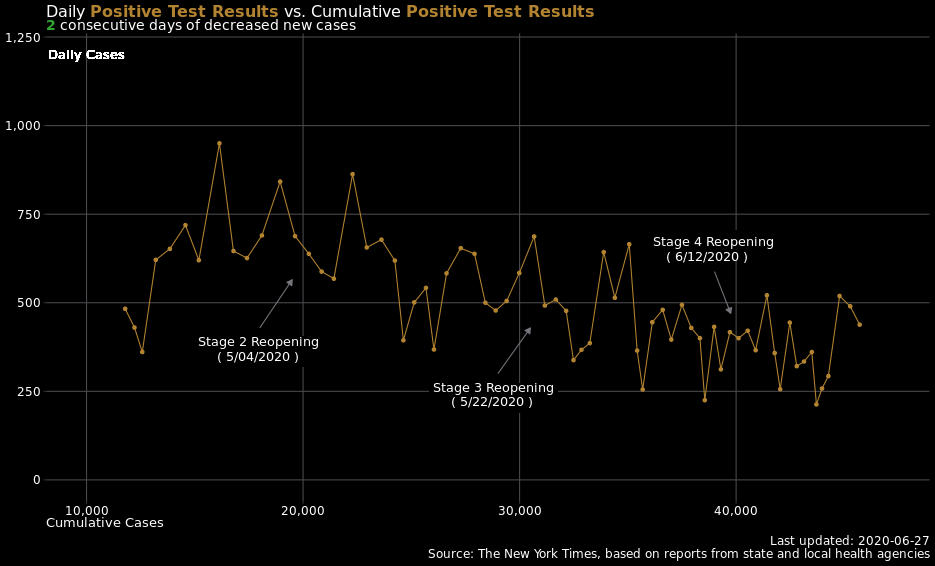 Daily Positive Test Results vs. Cumulative Positive Test Results
2 consecutive days of decreased new cases
1,250
Daily Cases
1,000
750
Stage 4 Reopening
( 6/12/2020 )
500
Stage 2 Reopening
( 5/04/2020 )
Stage 3 Reopening
( 5/22/2020 )
250
0
10,000 20,000 30,000 40,000
Cumulative Cases
Last updated: 2020-06-27
Source: The New York Times, based on reports from state and local health agencies